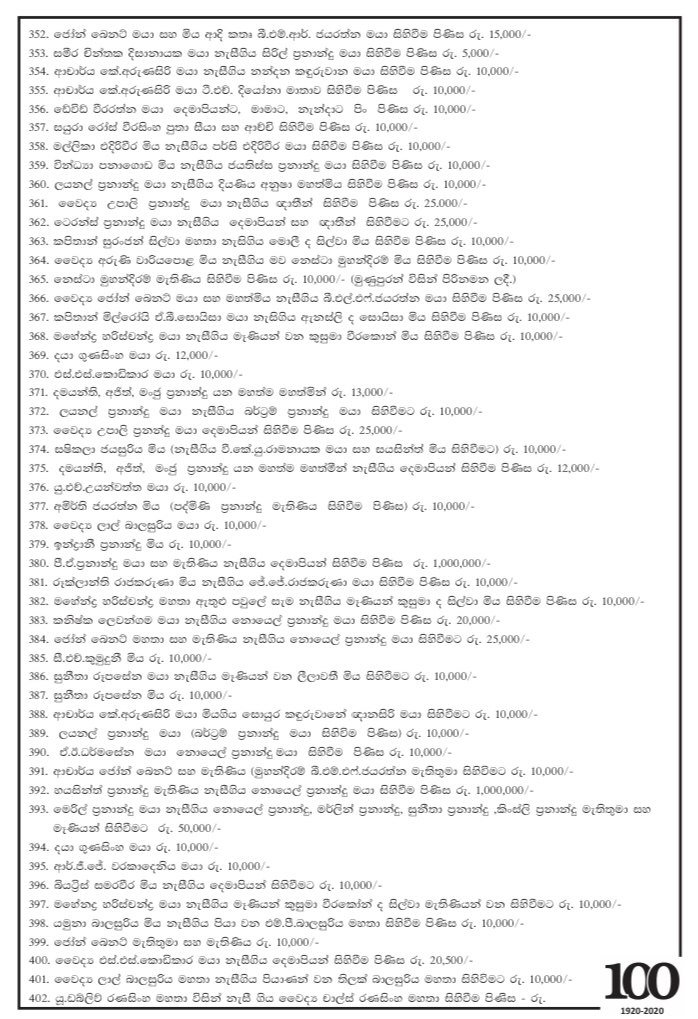 352. ජෝන් බෙනට් මයා සහ මිය ආදි කතෘ බී.එම්.ආර්. ජයරත්න මයා සිහිවීම පිණිස රු. 15,000/-
353. සමීර චින්තක දිසානායක මයා නැසීගිය සිරිල් ප්‍රනාන්දු මයා සිහිවීම පිණිස රු. 5,000/-
354. ආචාර්ය කේ.අරුණසිරි මයා නැසීගිය නන්දන කඳුරුවාන මයා සිහිවීම පිණිස රු. 10,000/-
355. ආචාර්ය කේ.අරුණසිරි මයා ටී.එච්. දියෝනා මාතාව සිහිවීම පිණිස රු. 10,000/-
356. ඩේවිඩ් වීරරත්න මයා දෙමාපියන්ට, මාමාට, නැන්දාට පිං පිණිස රු. 10,000/-
357. සයුරා රෝස් වීරසිංහ පුතා සීයා සහ ආච්චි සිහිවීම පිණිස රු. 10,000/-
358. මල්ලිකා එදිරිවීර මිය නැසීගිය පර්සි එදිරිවීර මයා සිහිවීම පිණිස රු. 10,000/-
359. වින්ධ්‍යා පනාගොඩ මිය නැසීගිය ජයතිස්ස ප්‍රනාන්දු මයා සිහිවීම පිණිස රු. 10,000/-
360. ලයනල් ප්‍රනාන්දු මයා නැසීගිය දියණිය අනුෂා මහත්මිය සිහිවීම පිණිස රු. 10,000/-
361. වෛද්‍ය උපාලි ප්‍රනාන්දු මයා නැසීගිය ඥාතීන් සිහිවීම පිණිස රු. 25.000/-
362. ටෙරන්ස් ප්‍රනාන්දු මයා නැසීගිය දෙමාපියන් සහ ඥාතීන් සිහිවීමට රු. 25,000/-
363. කපිතාන් සුරංජන් සිල්වා මහතා නැසිගිය මොලී ද සිල්වා මිය සිහිවීම පිණිස රු. 10,000/-
364. වෛද්‍ය අරුණි වාරියපොළ මිය නැසීගිය මව නෙස්ටා මුහන්දිරම් මිය සිහිවීම පිණිස රු. 10,000/-
365. නෙස්ටා මුහන්දිරම් මැතිණිය සිහිවීම පිණිස රු. 10,000/- (මුණුපුරන් විසින් පිරිනමන ලදී.)
366. වෛද්‍ය ජෝන් බෙනට් මයා සහ මහත්මිය නැසීගිය බී.එල්.එෆ්.ජයරත්න මයා සිහිවීම පිණිස රු. 25,000/-
367. කපිතාන් මිල්රෝයි ඒ.බී.සොයිසා මයා නැසිගිය ඇනස්ලි ද සොයිසා මිය සිහිවීම පිණිස රු. 10,000/-
368. මහේන්ද්‍ර හරිස්චන්ද්‍ර මයා නැසීගිය මෑණියන් වන කුසුමා වීරකොන් මිය සිහිවීම පිණිස රු. 10,000/-
369. දයා ගුණසිංහ මයා රු. 12,000/-
370. එස්.එස්.කොඩිකාර මයා රු. 10,000/-
371. දමයන්ති, අජිත්, මංජු ප්‍රනාන්දු යන මහත්ම මහත්මීන් රු. 13,000/-
372. ලයනල් ප්‍රනාන්දු මයා නැසීගිය බර්ට්‍රම් ප්‍රනාන්දු මයා සිහිවීමට රු. 10,000/-
373. වෛද්‍ය උපාලි ප්‍රනන්දු මයා දෙමාපියන් සිහිවීම පිණිස රු. 25,000/-
374. සෂිකලා ජයසුරිය මිය (නැසීගිය වී.කේ.යු.රාමනායක මයා සහ සයසින්ත් මිය සිහිවීමට) රු. 10,000/-
375. දමයන්ති, අජිත්, මංජු ප්‍රනාන්දු යන මහත්ම මහත්මීන් නැසීගිය දෙමාපියන් සිහිවීම පිණිස රු. 12,000/-
376. යු.එච්.උයන්වත්ත මයා රු. 10,000/-
377. අමිර්ති ජයරත්න මිය (පද්මිණි ප්‍රනාන්දු මැතිණිය සිහිවීම පිණිස) රු. 10,000/-
378. වෛද්‍ය ලාල් බාලසුරිය මයා රු. 10,000/-
379. ඉන්ද්‍රානී ප්‍රනාන්දු මිය රු. 10,000/-
380. පී.ඒ.ප්‍රනාන්දු මයා සහ මැතිණිය නැසීගිය දෙමාපියන් සිහිවීම පිණිස රු. 1,000,000/-
381. රුක්ලාන්ති රාජකරුණා මිය නැසීගිය ජේ.ජේ.රාජකරුණා මයා සිහිවීම පිණිස රු. 10,000/-
382. මහේන්ද්‍ර හරිස්චන්ද්‍ර මහතා ඇතුළු පවුලේ සැම නැසීගිය මෑණියන් කුසුමා ද සිල්වා මිය සිහිවීම පිණිස රු. 10,000/-
383. කනිෂ්ක ලෙවන්ගම මයා නැසීගිය නොයෙල් ප්‍රනාන්දු මයා සිහිවීම පිණිස රු. 20,000/-
384. ජෝන් බෙනට් මහතා සහ මැතිණිය නැසීගිය නොයෙල් ප්‍රනාන්දු මයා සිහිවීමට රු. 25,000/-
385. සී.එච්.කුමුදුනී මිය රු. 10,000/-
386. සුනීතා රූපසේන මයා නැසීගිය මෑණියන් වන ලීලාවතී මිය සිහිවීමට රු. 10,000/-
387. සුනීතා රූපසේන මිය රු. 10,000/-
388. ආචාර්ය කේ.අරුණසිරි මයා මියගිය සොයුර කඳුරුවානේ ඥානසිරි මයා සිහිවීමට රු. 10,000/-
389. ලයනල් ප්‍රනාන්දු මයා (බර්ට්‍රම් ප්‍රනාන්දු මයා සිහිවීම පිණිස) රු. 10,000/-
390. ඒ.ඊ.ධර්මසේන මයා නොයෙල් ප්‍රනාන්දු මයා සිහිවීම පිණිස රු. 10,000/-
391. ආචාර්ය ජෝන් බෙනට් සහ මැතිණිය (මුහන්දිරම් බී.එම්.එෆ්.ජයරත්න මැතිතුමා සිහිවීමට රු. 10,000/-
392. හයසින්ත් ප්‍රනාන්දු මැතිණිය නැසීගිය නොයෙල් ප්‍රනාන්දු මයා සිහිවීම පිණිස රු. 1,000,000/-
393. මෙරිල් ප්‍රනාන්දු මයා නැසීගිය නොයෙල් ප්‍රනාන්දු, මර්ලින් ප්‍රනාන්දු, සුනීතා ප්‍රනාන්දු ,කිංස්ලි ප්‍රනාන්දු මැතිතුමා සහ
මෑණියන් සිහිවීමට රු. 50,000/-
394. දයා ගුණසිංහ මයා රු. 10,000/-
395. ආර්.ජී.ජේ. වරකාදෙනිය මයා රු. 10,000/-
396. බියට්‍රිස් සමරවීර මිය නැසීගිය දෙමාපියන් සිහිවීමට රු. 10,000/-
397. මහේන්ද්‍ර හරිස්චන්ද්‍ර මයා නැසීගිය මෑණියන් කුසුමා වීරකෝන් ද සිල්වා මැතිණියන් වන සිහිවීමට රු. 10,000/-
398. යමුනා බාලසුරිය මිය නැසීගිය පියා වන එම්.පී.බාලසුරිය මහතා සිහිවීම පිණිස රු. 10,000/-
399. ජෝන් බෙනට් මැතිතුමා සහ මැතිණිය රු. 10,000/-
400. වෛද්‍ය එස්.එස්.කොඩිකාර මයා නැසීගිය දෙමාපියන් සිහිවීම පිණිස රු. 20,500/-
401. වෛද්‍ය ලාල් බාලසූරිය මහතා නැසීගිය පියාණන් වන තිලක් බාලසූරිය මහතා සිහිවීමට රු. 10,000/-
402. යූ.ඩබ්ලිව් රණසිංහ මහතා විසින් නැසී ගිය වෛද්‍ය චාල්ස් රණසිංහ මහතා සිහිවීම පිණිස - රු.
100
1920-2020